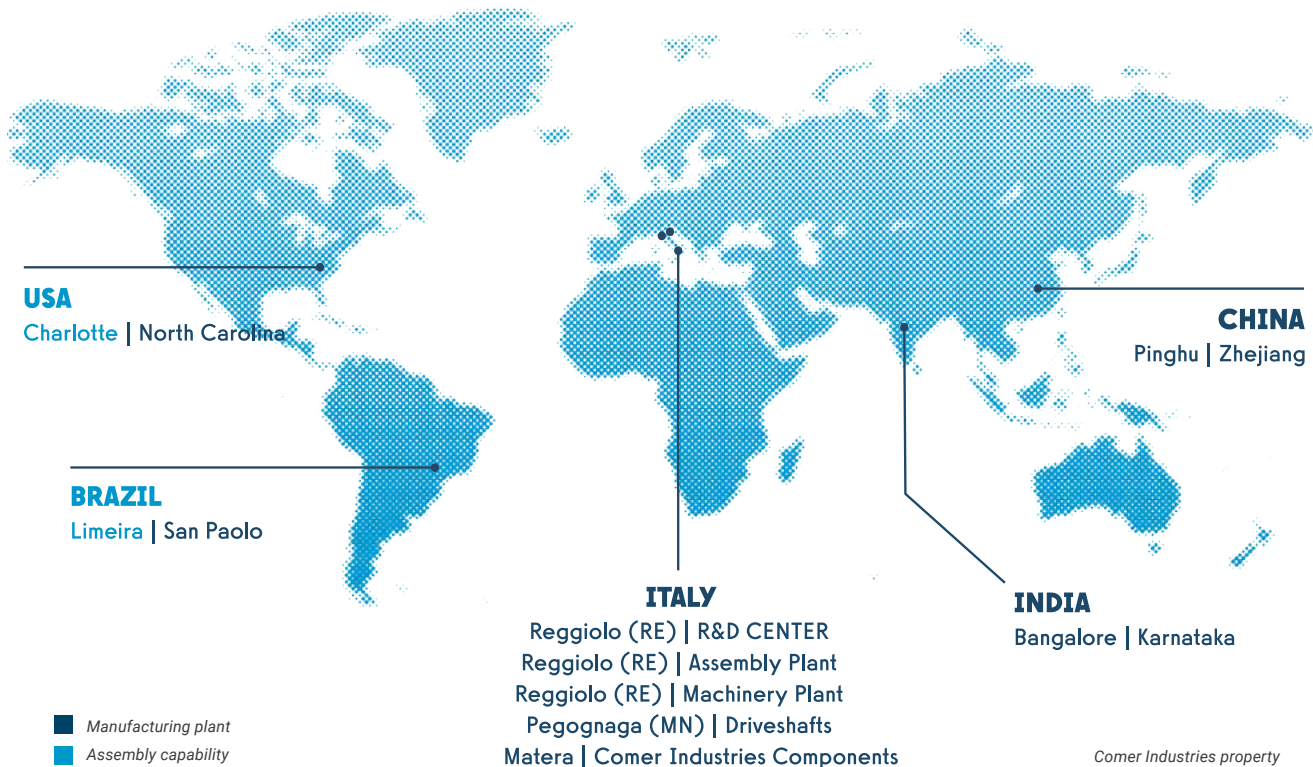 USA
Charlotte | North Carolina
CHINA
Pinghu | Zhejiang
BRAZIL
Limeira | San Paolo
ITALY
Reggiolo (RE) | R&D CENTER
Reggiolo (RE) | Assembly Plant
Reggiolo (RE) | Machinery Plant
Pegognaga (MN) | Driveshafts
Matera | Comer Industries Components
INDIA
Bangalore | Karnataka
Manufacturing plant
Assembly capability
Comer Industries property